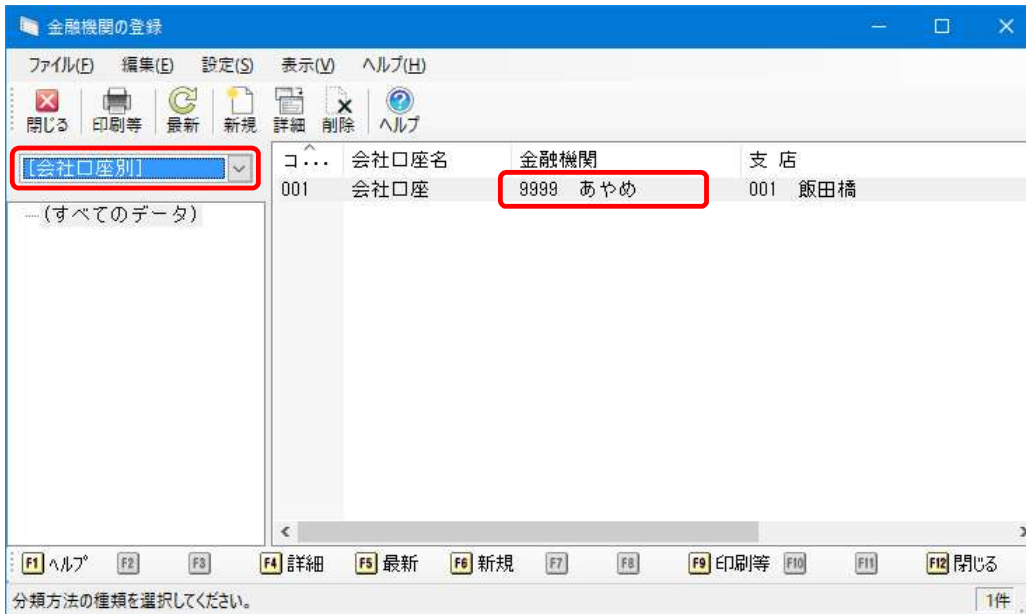 金融機関の登録
ファイル(F) 編集(E) 設定(S) 表示(V) ヘルプ(H)
閉じる 印刷等 最新 新規 詳細 削除 ヘルプ
[会社口座別]
(すべてのデータ)
コ... 会社口座名 金融機関 支店
001 会社口座 9999 あやめ 001 飯田橋
F1 ヘルプ F2 F3 F4 詳細 F5 最新 F6 新規 F7 F8 F9 印刷等 F10 F11 F12 閉じる
分類方法の種類を選択してください。 1件